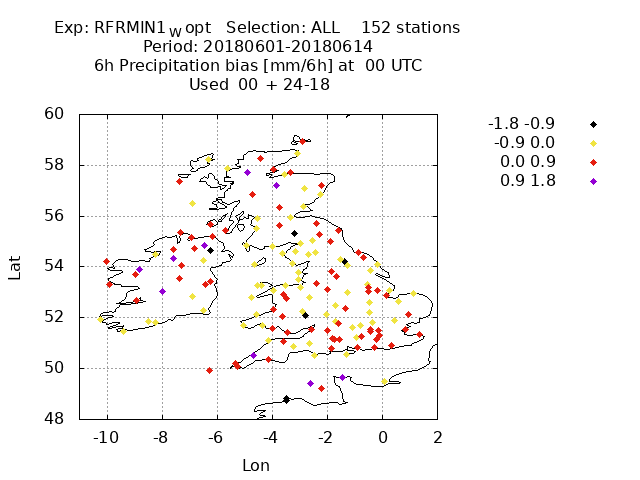 Exp: RFRMIN1_W opt Selection: ALL 152 stations
Period: 20180601-20180614
6h Precipitation bias [mm/6h] at 00 UTC
Used 00 + 24-18
-1.8 -0.9
-0.9 0.0
0.0 0.9
0.9 1.8
60
58
56
54
52
50
48
Lat
-10 -8 -6 -4 -2 0 2
Lon